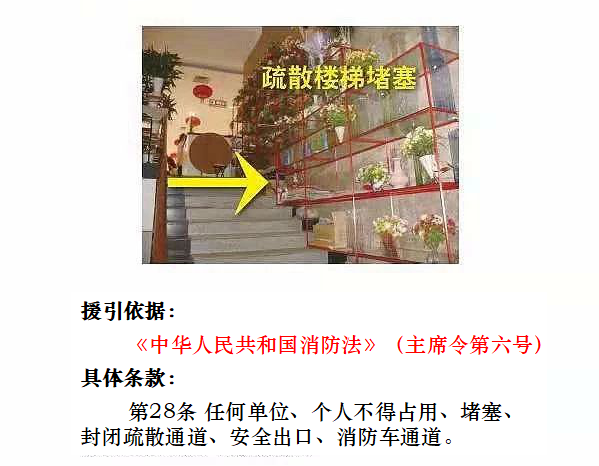 疏散楼梯堵塞
援引依据：
《中华人民共和国消防法》（主席令第六号）
具体条款：
第28条 任何单位、个人不得占用、堵塞、
封闭疏散通道、安全出口、消防车通道。